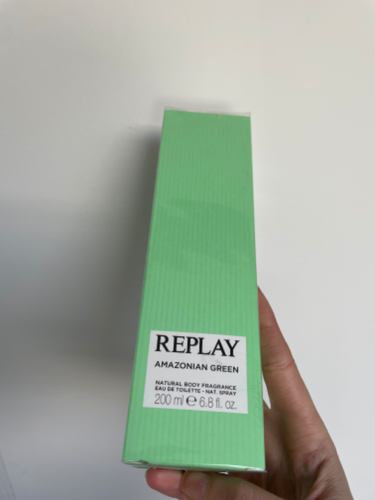 REPLAY
AMAZONIAN GREEN
NATURAL BODY FRAGRANCE
EAU DE TOILETTE • NAT. SPRAY
200 ml ℮ 6.8 fl. oz.